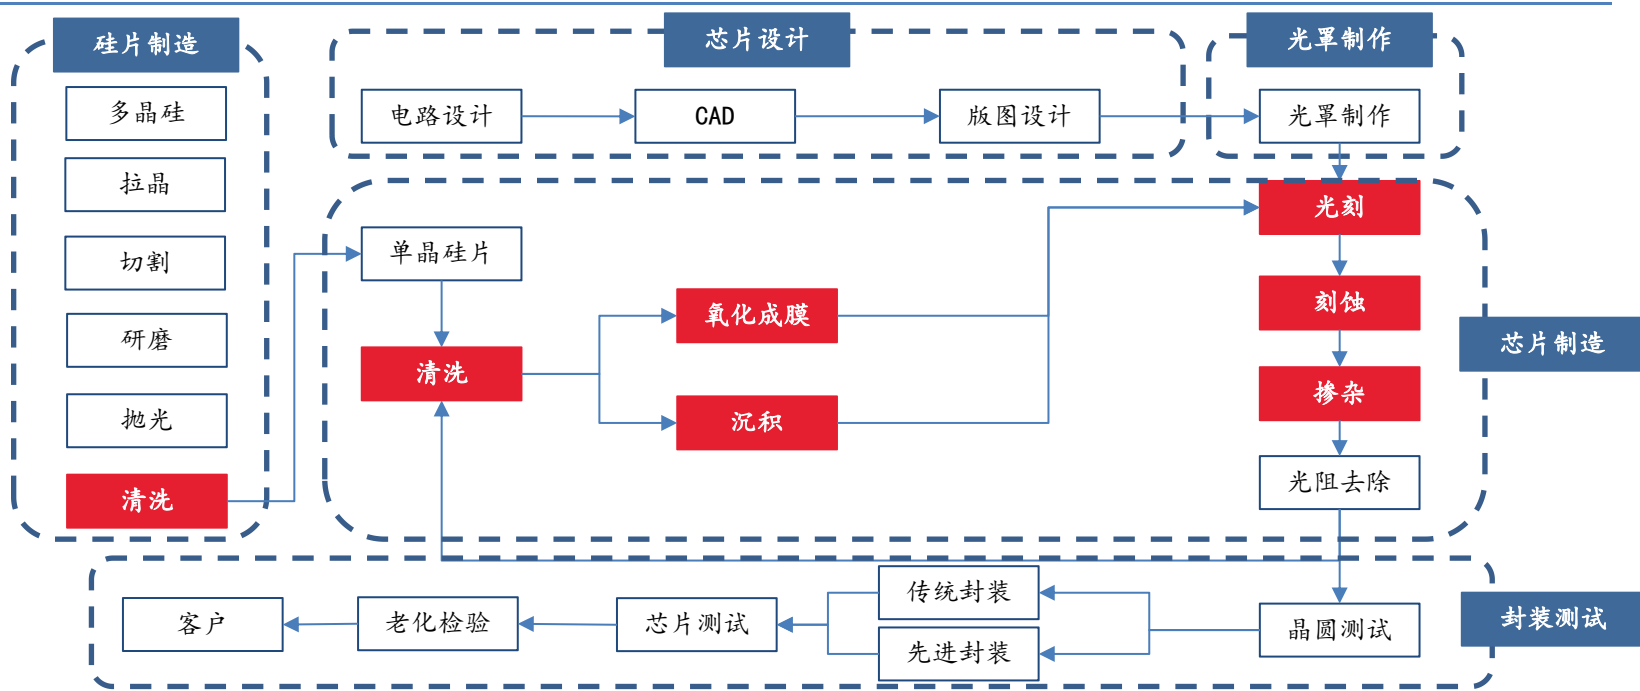 硅片制造
多晶硅
拉晶
切割
研磨
抛光
清洗
芯片设计
电路设计
CAD
版图设计
光罩制作
光罩制作
单晶硅片
清洗
氧化成膜
沉积
光刻
刻蚀
掺杂
光阻去除
芯片制造
封装测试
晶圆测试
传统封装
先进封装
芯片测试
老化检验
客户